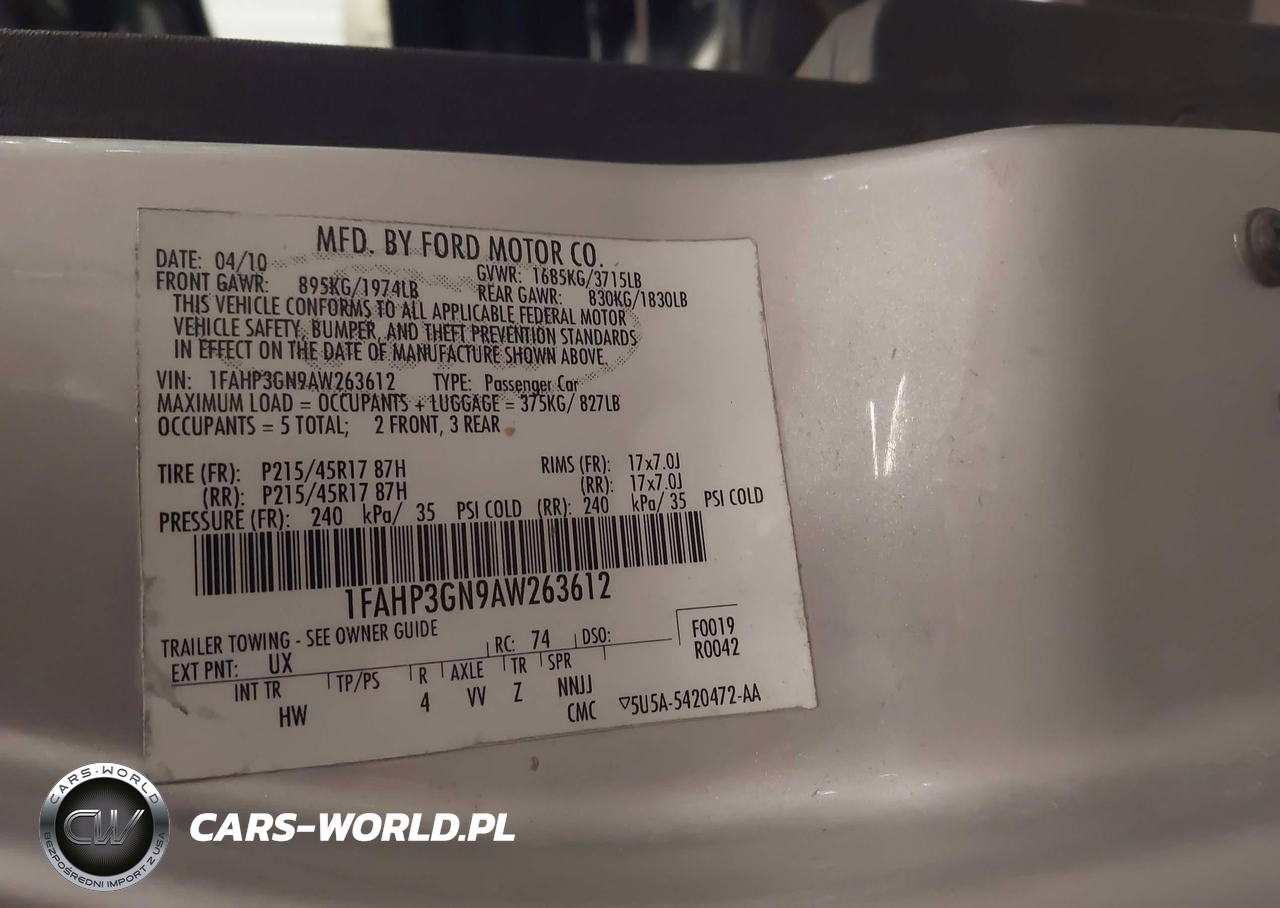 MFD. BY FORD MOTOR CO.
DATE: 04/10 GVWR: 1685KG/3715LB
FRONT GAWR: 895KG/1974LB REAR GAWR: 830KG/1830LB
THIS VEHICLE CONFORMS TO ALL APPLICABLE FEDERAL MOTOR
VEHICLE SAFETY, BUMPER, AND THEFT PREVENTION STANDARDS
IN EFFECT ON THE DATE OF MANUFACTURE SHOWN ABOVE.
VIN: 1FAHP3GN9AW263612 TYPE: Passenger Car
MAXIMUM LOAD = OCCUPANTS + LUGGAGE = 375KG/ 827LB
OCCUPANTS = 5 TOTAL; 2 FRONT, 3 REAR
TIRE (FR): P215/45R17 87H RIMS (FR): 17x7.0J
(RR): P215/45R17 87H (RR): 17x7.0J
PRESSURE (FR): 240 kPa/ 35 PSI COLD (RR): 240 kPa/ 35 PSI COLD
1FAHP3GN9AW263612
TRAILER TOWING - SEE OWNER GUIDE F0019
EXT PNT: UX RC: 74 DSO: R0042
INT TR TP/PS R AXLE TR SPR
HW 4 VV Z NNJJ
CMC ▽5U5A-5420472-AA
CARS-WORLD
CW
BEZPOŚREDNI IMPORT Z USA
CARS-WORLD.PL